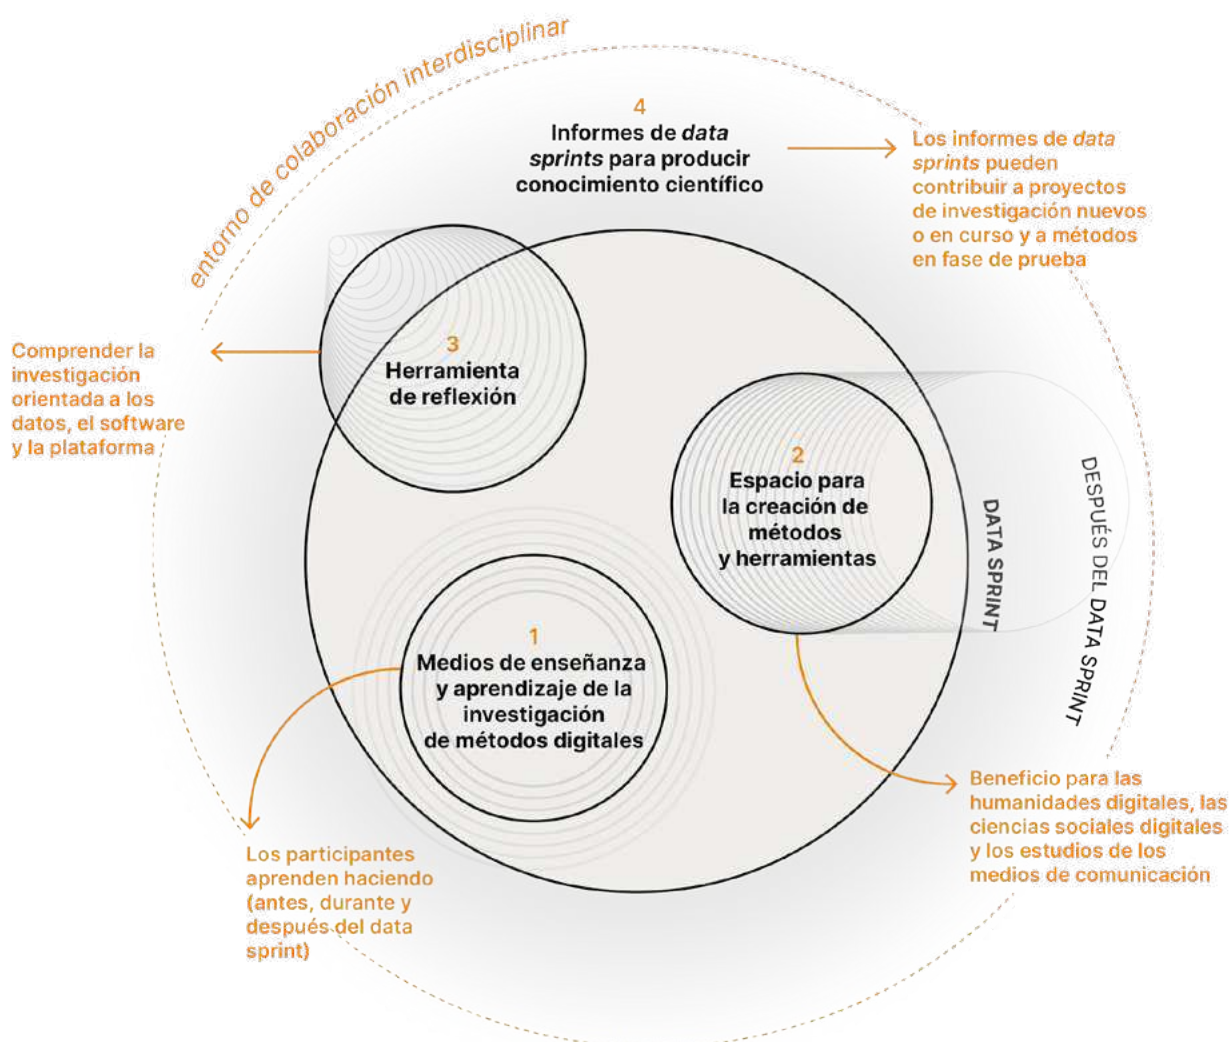 entorno de colaboración interdisciplinar
4
Informes de data
sprints para producir
conocimiento científico
Los informes de data
sprints pueden
contribuir a proyectos
de investigación nuevos
o en curso y a métodos
en fase de prueba
3
Herramienta
de reflexión
Comprender la
investigación
orientada a los
datos, el software
y la plataforma
2
Espacio para
la creación de
métodos
y herramientas
DATA SPRINT
DESPUÉS DEL DATA SPRINT
1
Medios de enseñanza
y aprendizaje de la
investigación
de métodos digitales
Beneficio para las
humanidades digitales, las
ciencias sociales digitales
y los estudios de los
medios de comunicación
Los participantes
aprenden haciendo
(antes, durante y
después del data
sprint)